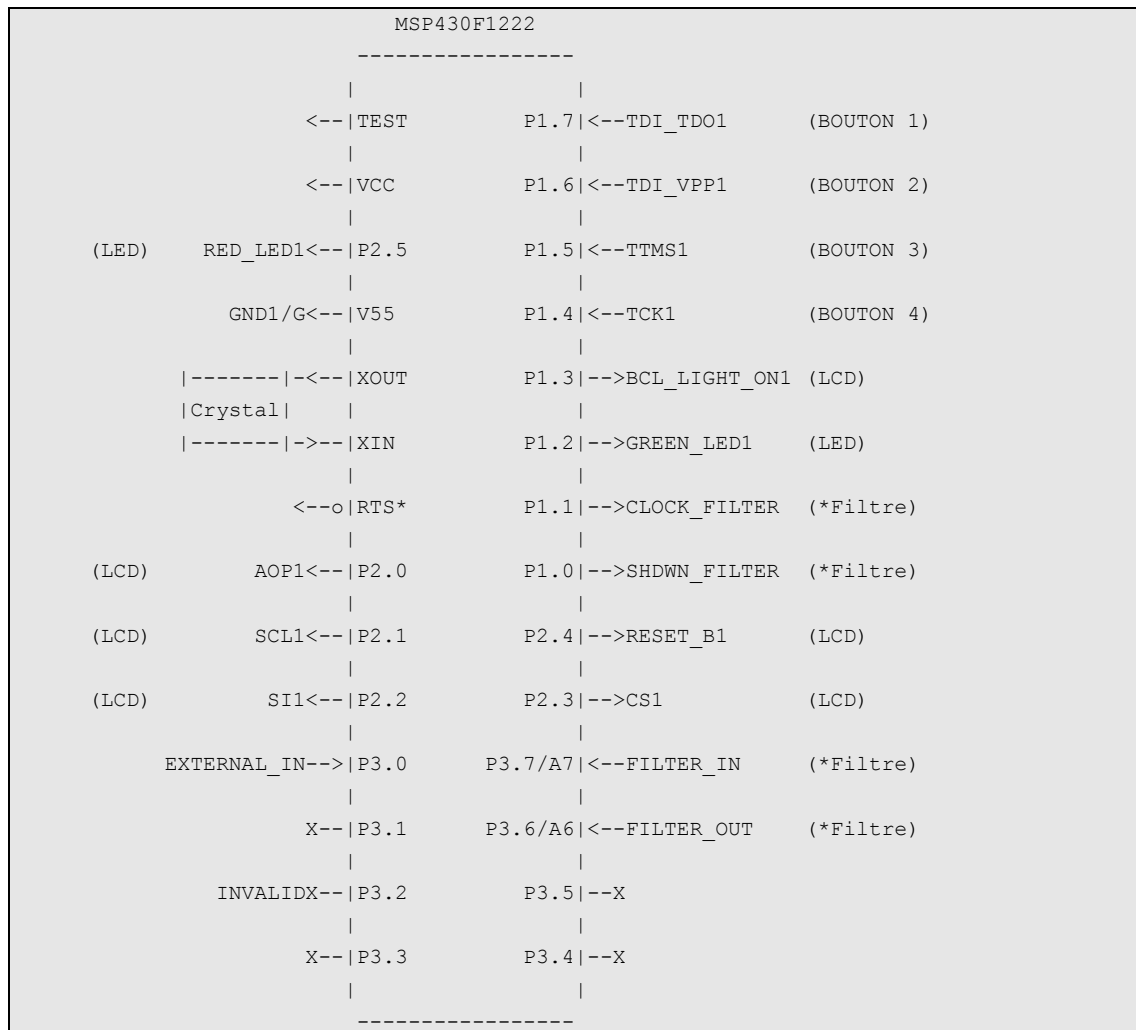 MSP430F1222
-----------------
|                 |
<--|TEST         P1.7|<--TDI_TDO1      (BOUTON 1)
|                 |
<--|VCC          P1.6|<--TDI_VPP1      (BOUTON 2)
|                 |
(LED)    RED_LED1<--|P2.5         P1.5|<--TTMS1         (BOUTON 3)
|                 |
GND1/G<--|V55          P1.4|<--TCK1          (BOUTON 4)
|                 |
|-------|-<--|XOUT         P1.3|-->BCL_LIGHT_ON1 (LCD)
|Crystal|   |                 |
|-------|->--|XIN          P1.2|-->GREEN_LED1    (LED)
|                 |
<--o|RTS*         P1.1|-->CLOCK_FILTER  (*Filtre)
|                 |
(LCD)        AOP1<--|P2.0         P1.0|-->SHDWN_FILTER  (*Filtre)
|                 |
(LCD)        SCL1<--|P2.1         P2.4|-->RESET_B1      (LCD)
|                 |
(LCD)         SI1<--|P2.2         P2.3|-->CS1           (LCD)
|                 |
EXTERNAL_IN-->|P3.0      P3.7/A7|<--FILTER_IN     (*Filtre)
|                 |
X--|P3.1      P3.6/A6|<--FILTER_OUT    (*Filtre)
|                 |
INVALIDX--|P3.2         P3.5|--X
|                 |
X--|P3.3         P3.4|--X
|                 |
-----------------